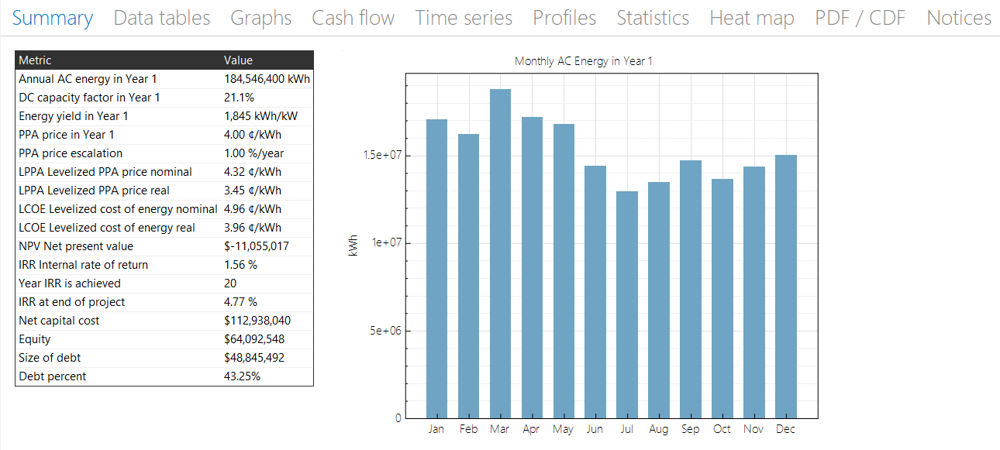 Summary Data tables Graphs Cash flow Time series Profiles Statistics Heat map PDF / CDF Notices
Metric Value
Annual AC energy in Year 1 184,546,400 kWh
DC capacity factor in Year 1 21.1%
Energy yield in Year 1 1,845 kWh/kW
PPA price in Year 1 4.00 ¢/kWh
PPA price escalation 1.00 %/year
LPPA Levelized PPA price nominal 4.32 ¢/kWh
LPPA Levelized PPA price real 3.45 ¢/kWh
LCOE Levelized cost of energy nominal 4.96 ¢/kWh
LCOE Levelized cost of energy real 3.96 ¢/kWh
NPV Net present value $-11,055,017
IRR Internal rate of return 1.56 %
Year IRR is achieved 20
IRR at end of project 4.77 %
Net capital cost $112,938,040
Equity $64,092,548
Size of debt $48,845,492
Debt percent 43.25%
Monthly AC Energy in Year 1
1.5e+07
1e+07
5e+06
0
kWh
Jan Feb Mar Apr May Jun Jul Aug Sep Oct Nov Dec